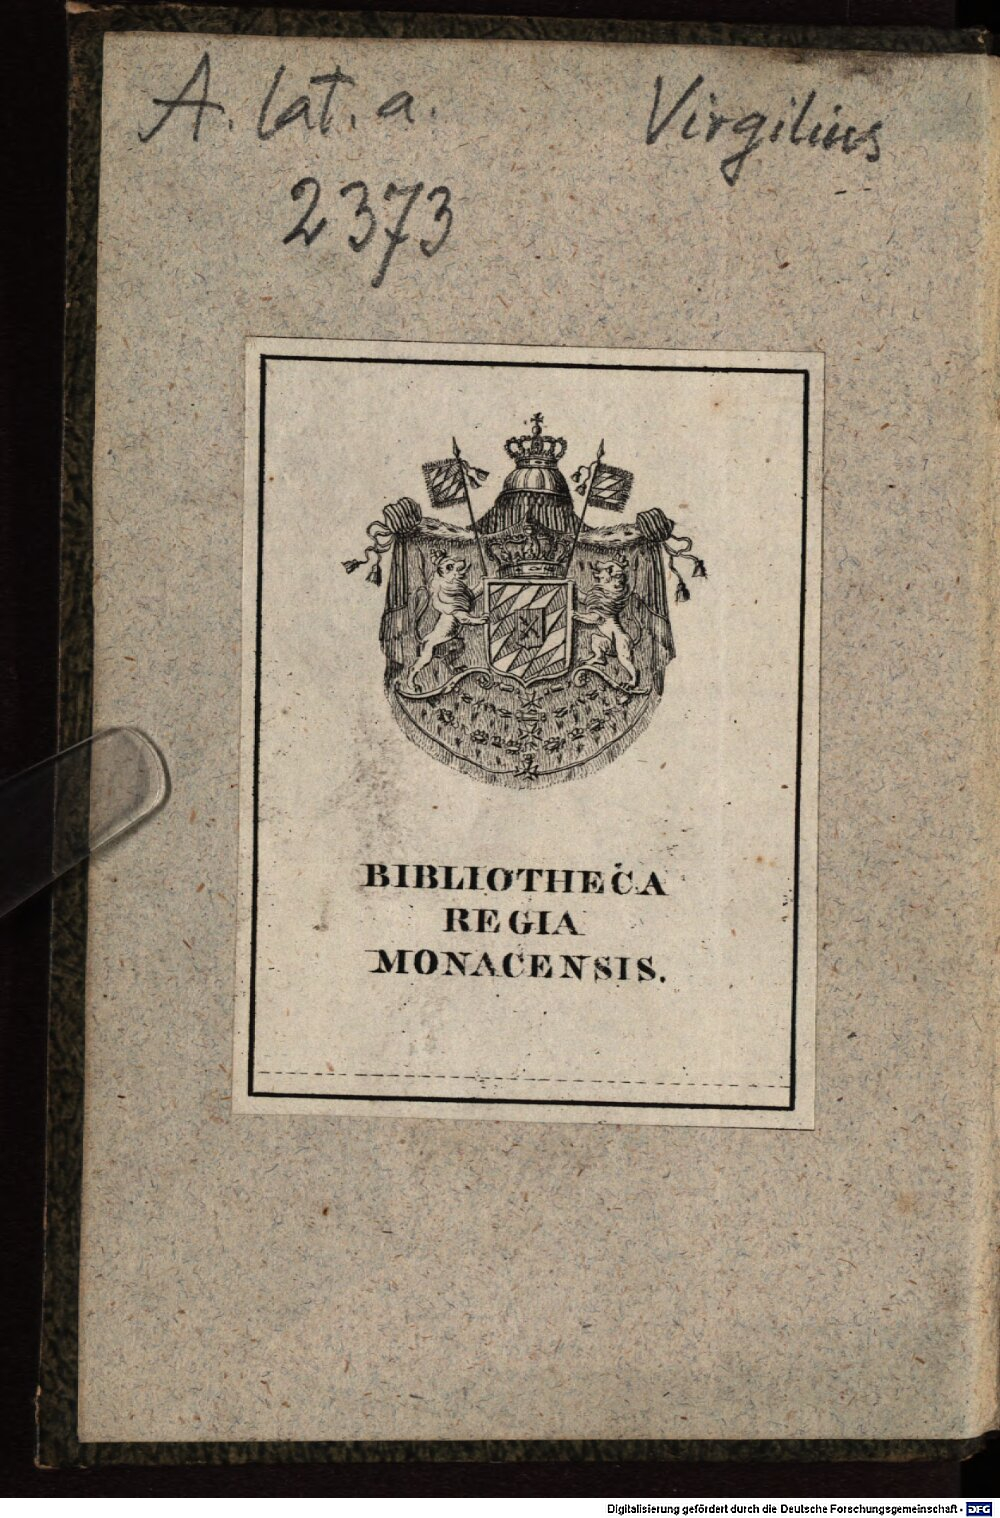 A. lat. a. Virgilius
2373
BIBLIOTHECA
REGIA
MONACENSIS.
Digitalisierung gefördert durch die Deutsche Forschungsgemeinschaft - DFG